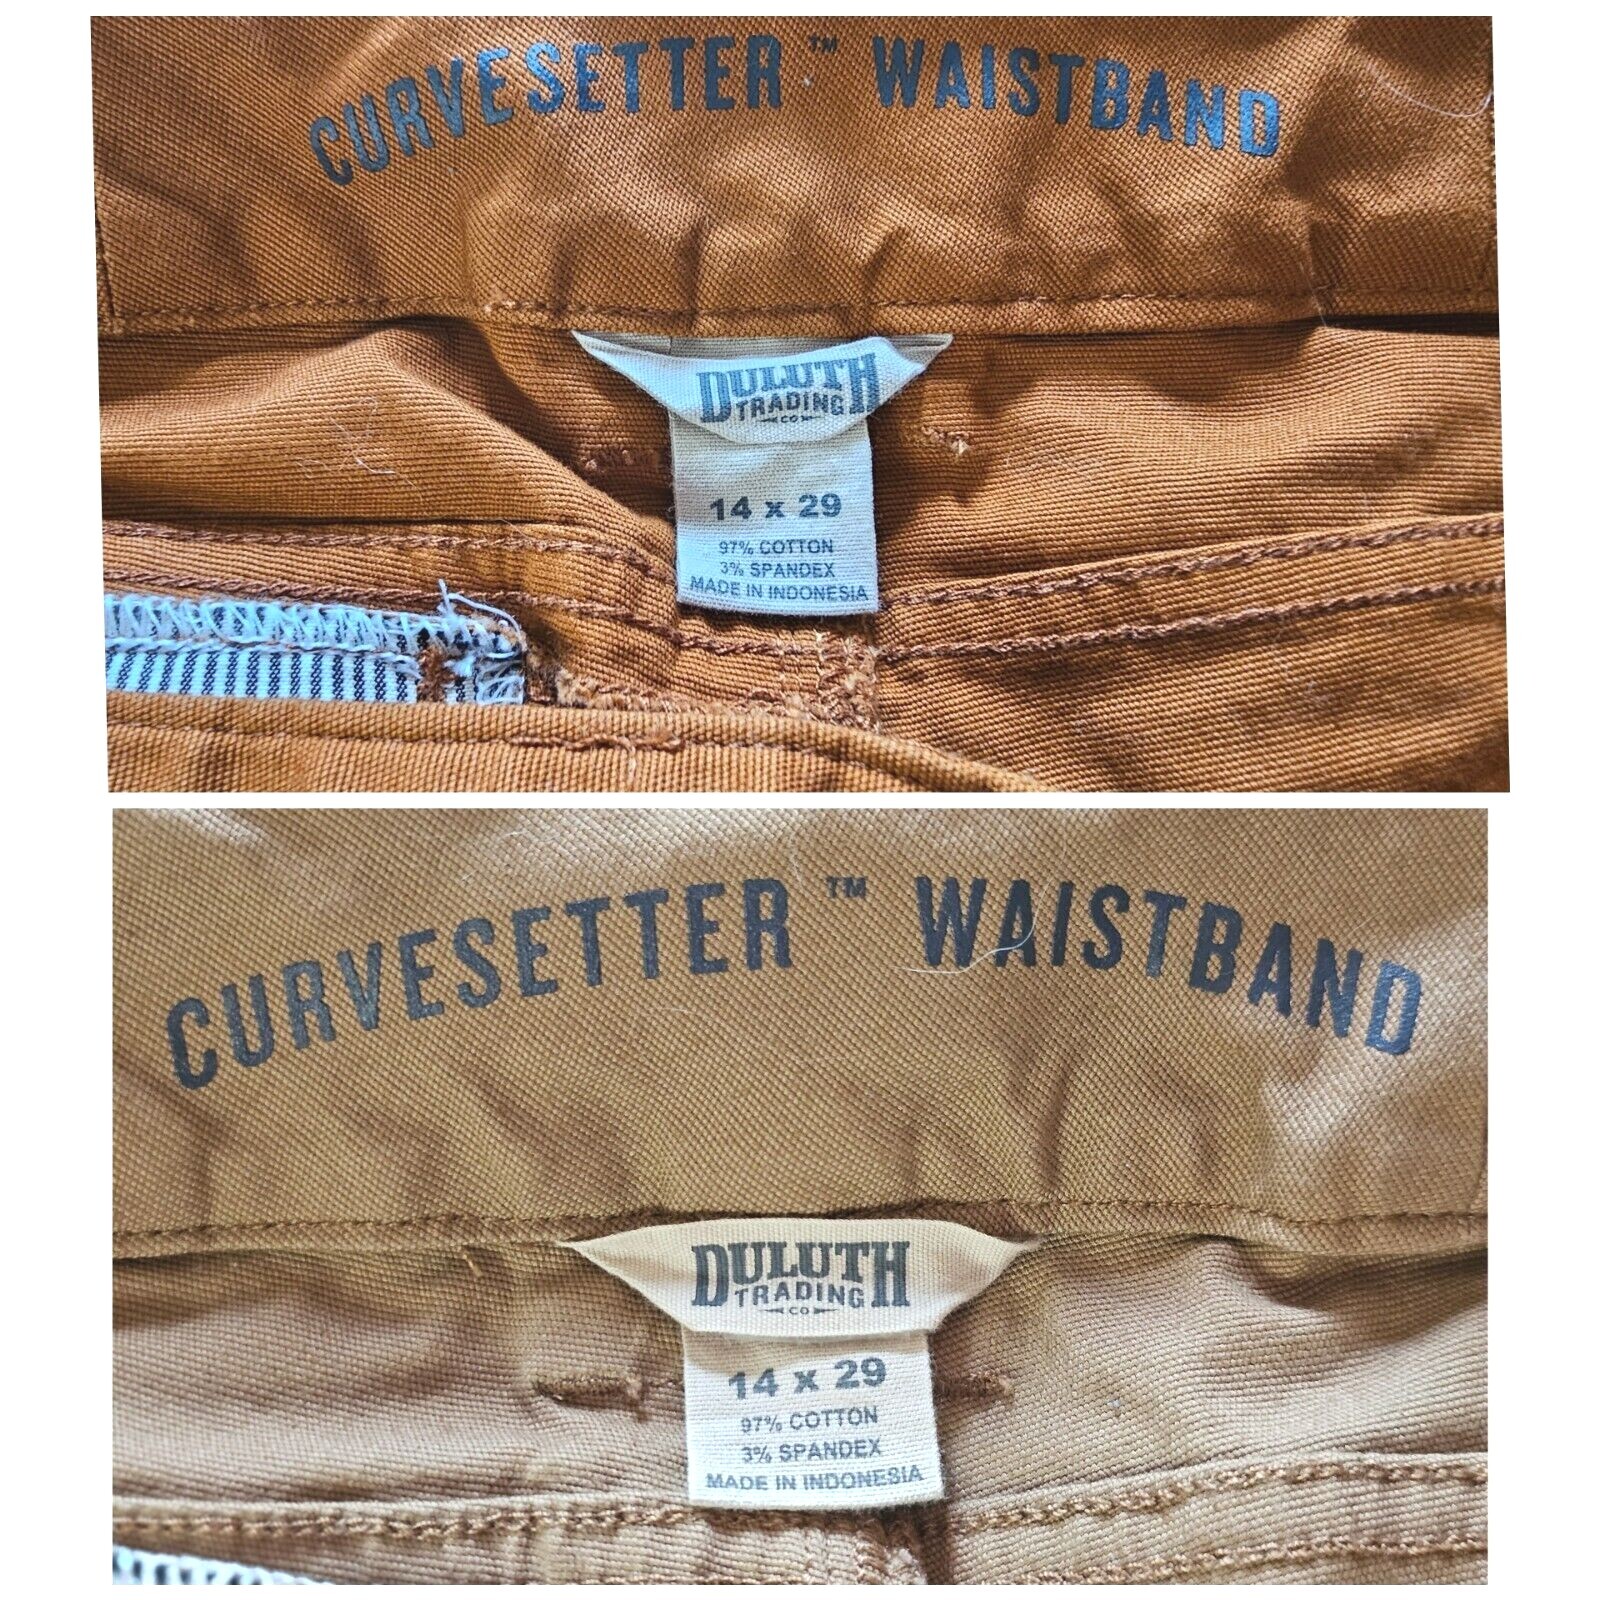 CURVESETTER™ WAISTBAND
DULUTH
TRADING
CO
14 x 29
97% COTTON
3% SPANDEX
MADE IN INDONESIA
CURVESETTER™ WAISTBAND
DULUTH
TRADING
CO
14 x 29
97% COTTON
3% SPANDEX
MADE IN INDONESIA